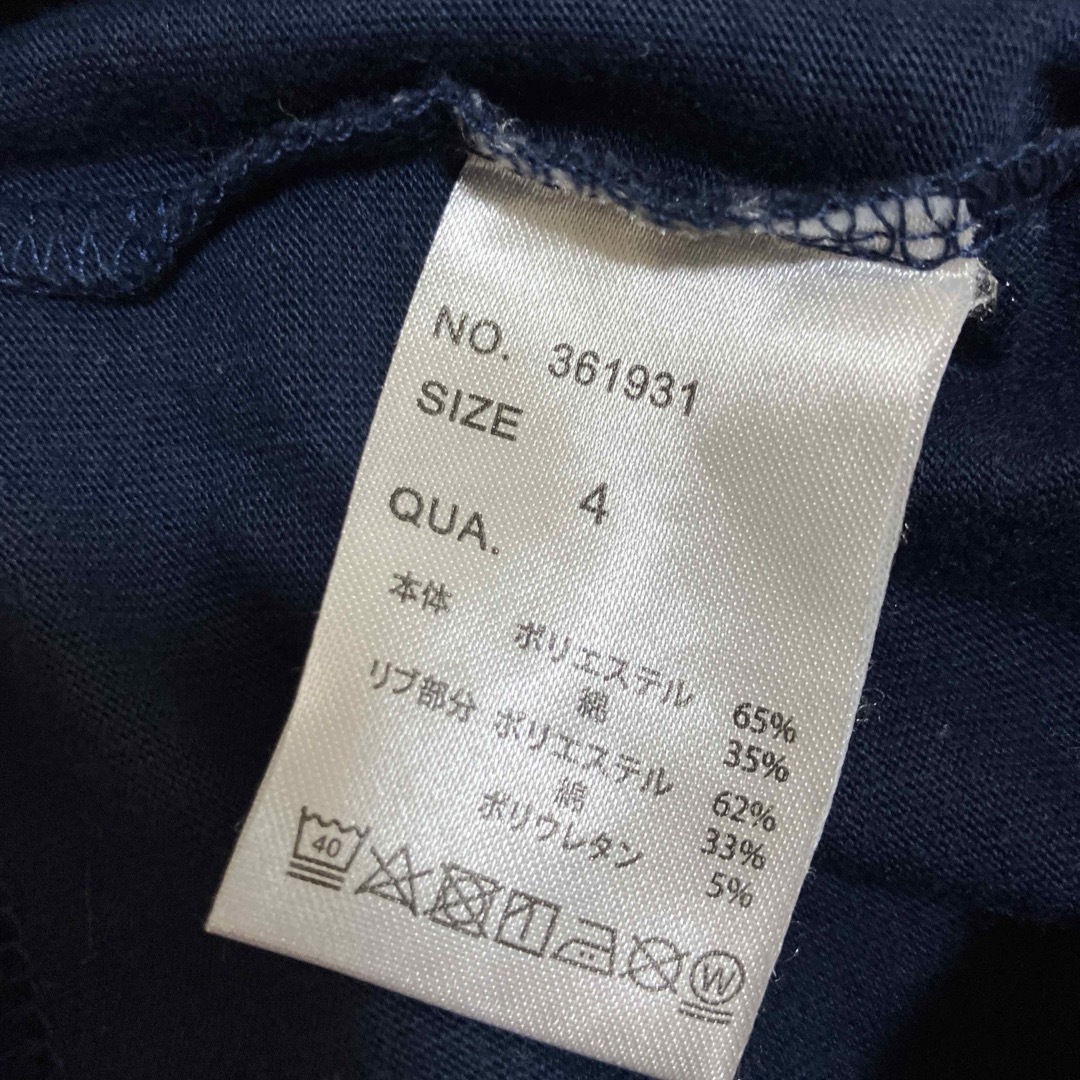 NO. 361931
SIZE
4
QUA.
本体 ポリエステル 65%
綿 35%
リブ部分 ポリエステル 62%
綿 33%
ポリウレタン 5%
40
W